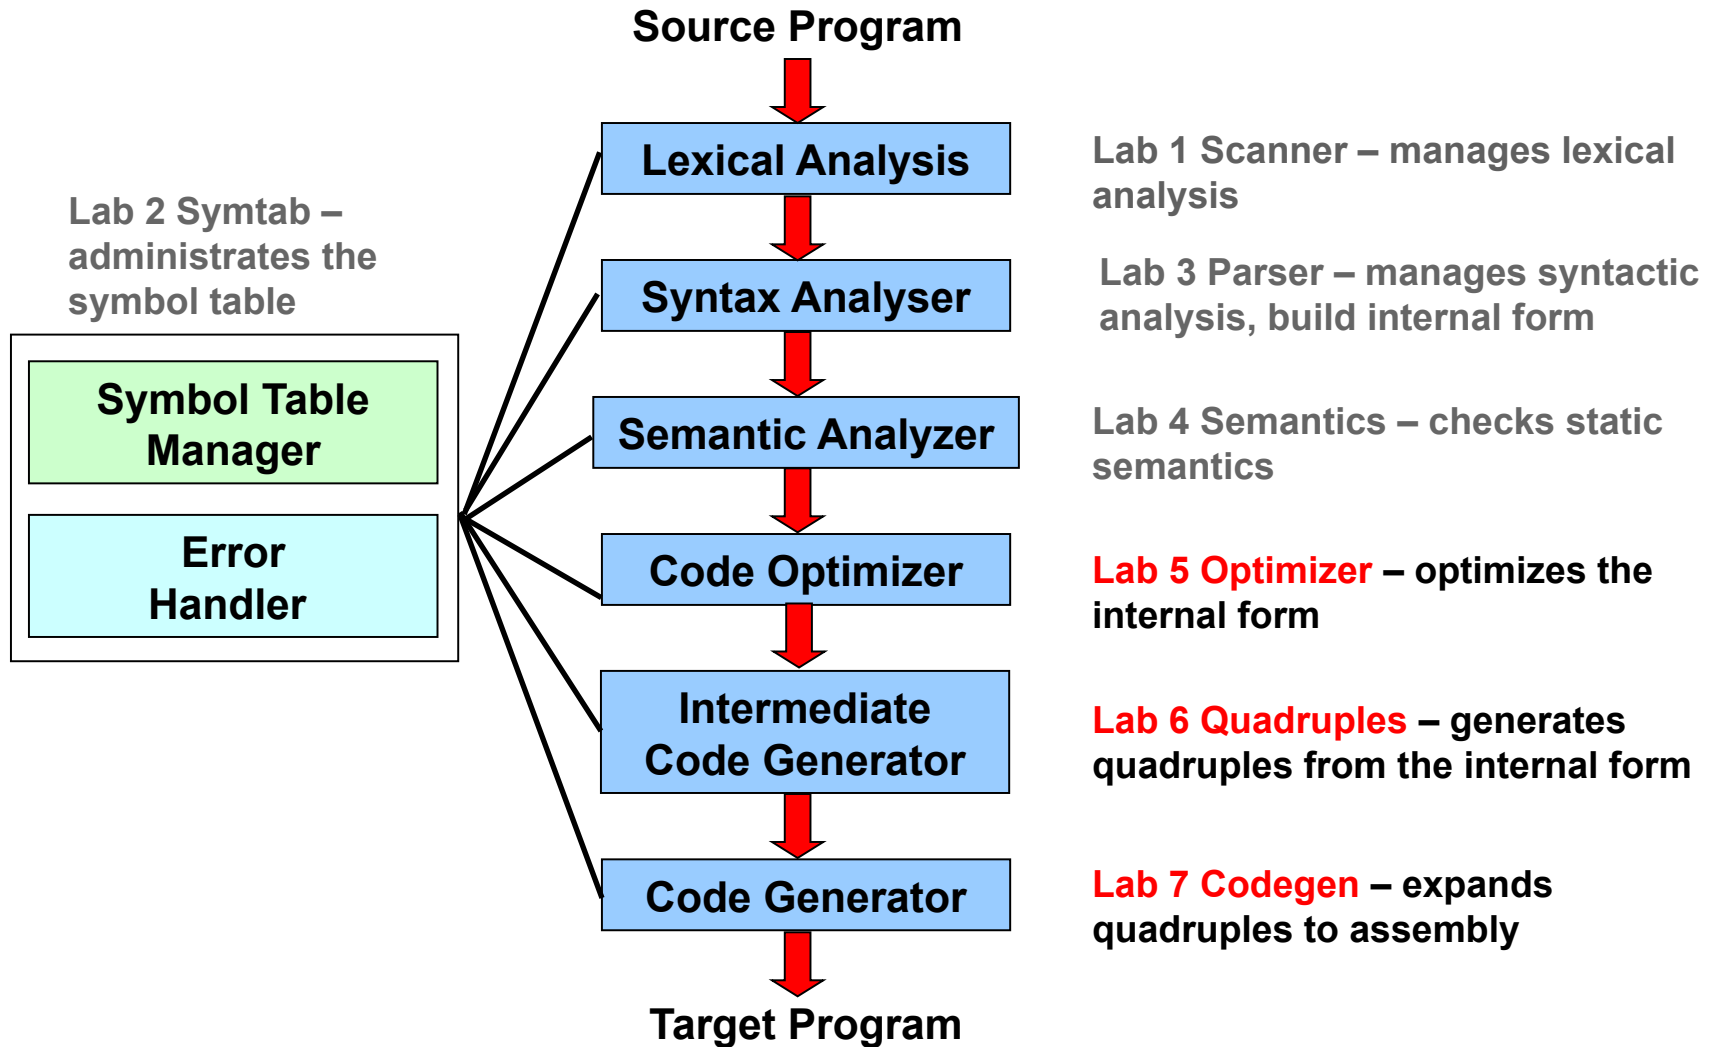 Source Program
Lexical Analysis
Lab 1 Scanner – manages lexical
analysis
Lab 2 Symtab –
administrates the
symbol table
Syntax Analyser
Lab 3 Parser – manages syntactic
analysis, build internal form
Symbol Table
Manager
Semantic Analyzer
Lab 4 Semantics – checks static
semantics
Error
Handler
Code Optimizer
Lab 5 Optimizer – optimizes the
internal form
Intermediate
Code Generator
Lab 6 Quadruples – generates
quadruples from the internal form
Code Generator
Lab 7 Codegen – expands
quadruples to assembly
Target Program